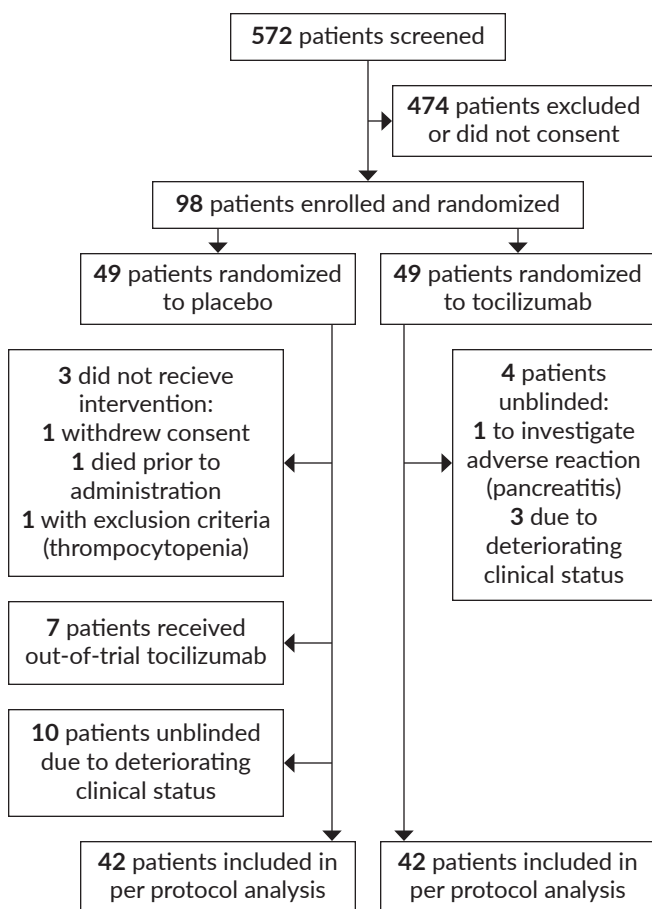 572 patients screened
474 patients excluded
or did not consent
98 patients enrolled and randomized
49 patients randomized
to placebo
49 patients randomized
to tocilizumab
3 did not recieve
intervention:
1 withdrew consent
1 died prior to
administration
1 with exclusion criteria
(thrompocytopenia)
4 patients
unblinded:
1 to investigate
adverse reaction
(pancreatitis)
3 due to
deteriorating
clinical status
7 patients received
out-of-trial tocilizumab
10 patients unblinded
due to deteriorating
clinical status
42 patients included in
per protocol analysis
42 patients included in
per protocol analysis